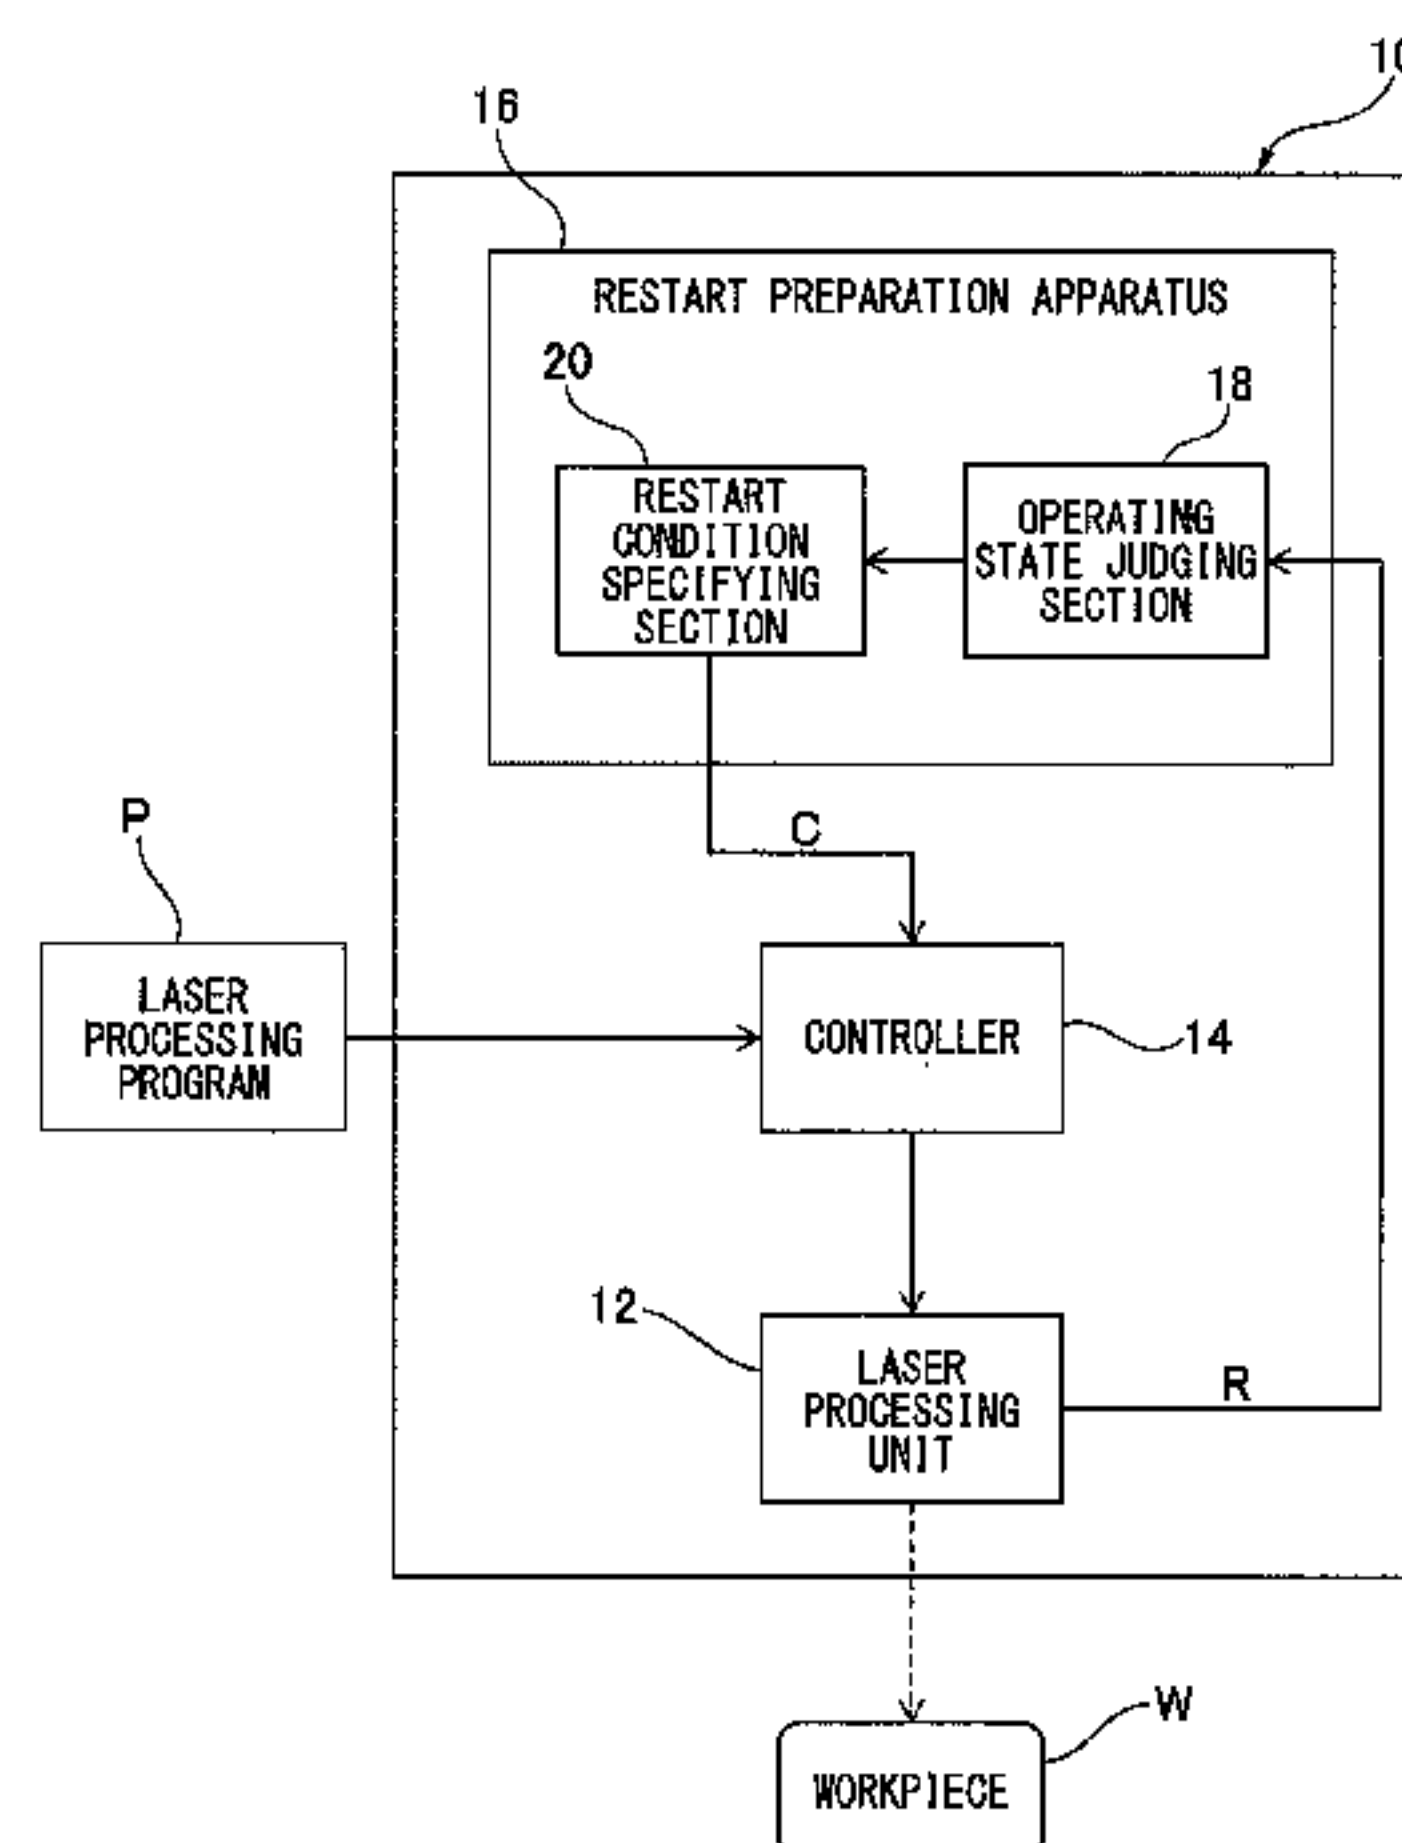 10
16
RESTART PREPARATION APPARATUS
20
18
RESTART
CONDITION
SPECIFYING
SECTION
OPERATING
STATE JUDGING
SECTION
P
C
LASER
PROCESSING
PROGRAM
CONTROLLER
14
12
LASER
PROCESSING
UNIT
R
W
WORKPIECE